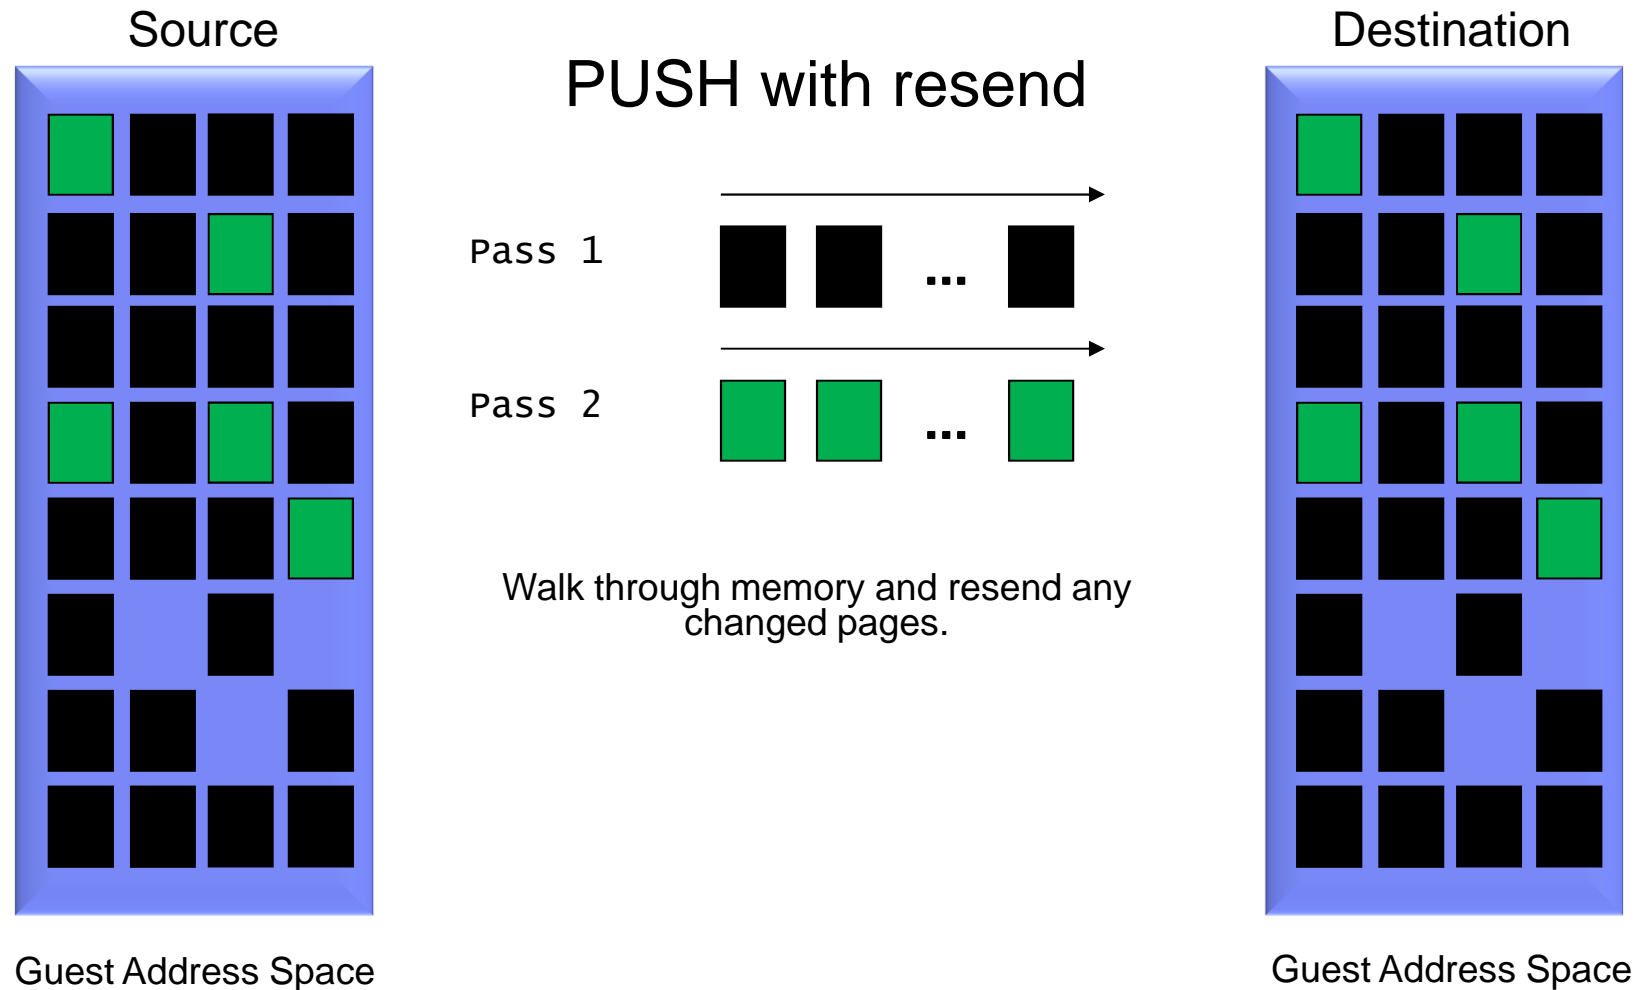 Source
Destination
PUSH with resend
Pass 1
...
Pass 2
...
Walk through memory and resend any
changed pages.
Guest Address Space
Guest Address Space